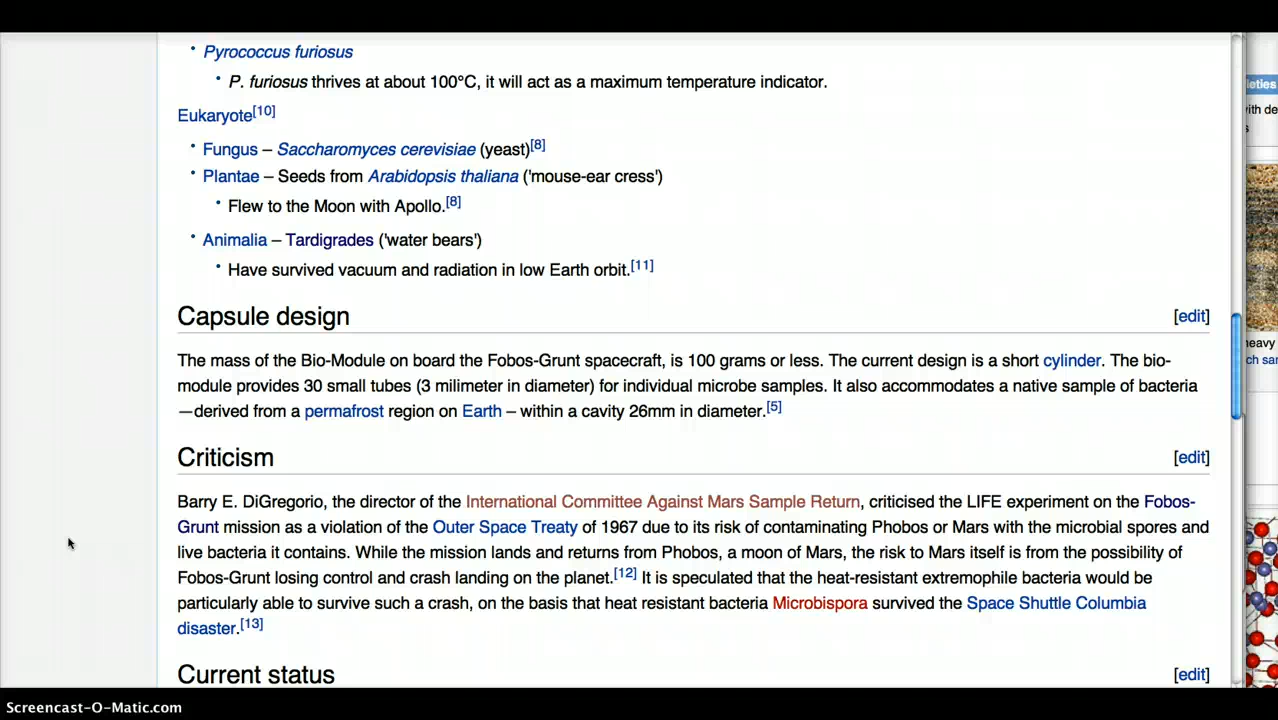 Pyrococcus furiosus
P. furiosus thrives at about 100°C, it will act as a maximum temperature indicator.
Eukaryote[10]
Fungus – Saccharomyces cerevisiae (yeast)[8]
Plantae – Seeds from Arabidopsis thaliana ('mouse-ear cress')
Flew to the Moon with Apollo.[8]
Animalia – Tardigrades ('water bears')
Have survived vacuum and radiation in low Earth orbit.[11]
Capsule design [edit]
The mass of the Bio-Module on board the Fobos-Grunt spacecraft, is 100 grams or less. The current design is a short cylinder. The bio-
module provides 30 small tubes (3 milimeter in diameter) for individual microbe samples. It also accommodates a native sample of bacteria
—derived from a permafrost region on Earth – within a cavity 26mm in diameter.[5]
Criticism [edit]
Barry E. DiGregorio, the director of the International Committee Against Mars Sample Return, criticised the LIFE experiment on the Fobos-
Grunt mission as a violation of the Outer Space Treaty of 1967 due to its risk of contaminating Phobos or Mars with the microbial spores and
live bacteria it contains. While the mission lands and returns from Phobos, a moon of Mars, the risk to Mars itself is from the possibility of
Fobos-Grunt losing control and crash landing on the planet.[12] It is speculated that the heat-resistant extremophile bacteria would be
particularly able to survive such a crash, on the basis that heat resistant bacteria Microbispora survived the Space Shuttle Columbia
disaster.[13]
Current status [edit]
Screencast-O-Matic.com